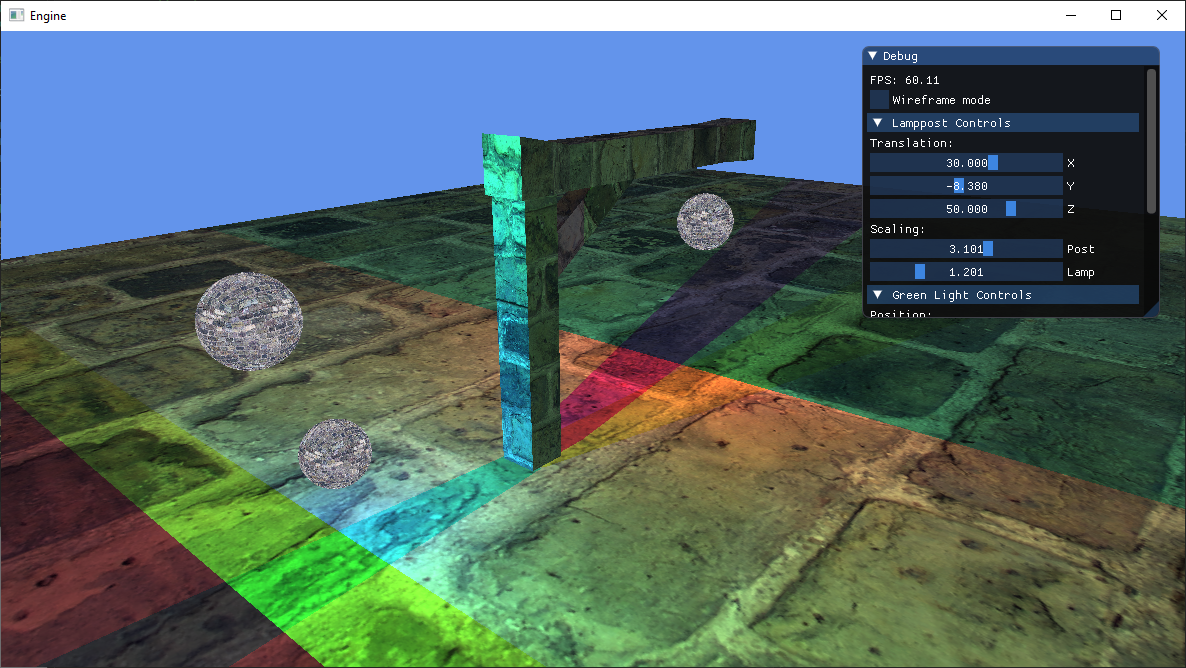 Engine
Debug
FPS: 60.11
Wireframe mode
Lamppost Controls
Translation:
30.000 X
-8.380 Y
50.000 Z
Scaling:
3.101 Post
1.201 Lamp
Green Light Controls
Position: